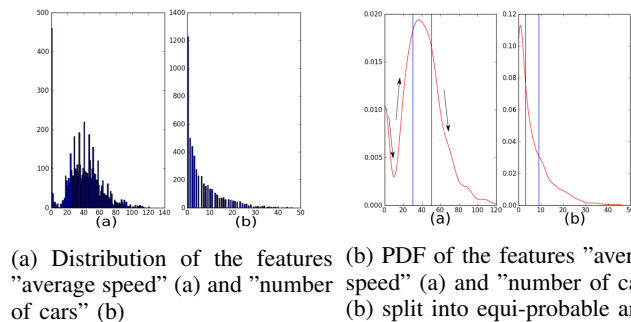 500
400
300
200
100
0
0 20 40 60 80 100 120 140
(a)
1400
1200
1000
800
600
400
200
0
0 10 20 30 40 50
(b)
0.020
0.015
0.010
0.005
0.000
0 20 40 60 80 100 120
(a)
0.12
0.10
0.08
0.06
0.04
0.02
0.00
0 10 20 30 40 50
(b)
(a) Distribution of the features
”average speed” (a) and ”number
of cars” (b)
(b) PDF of the features ”aver
speed” (a) and ”number of ca
(b) split into equi-probable ar